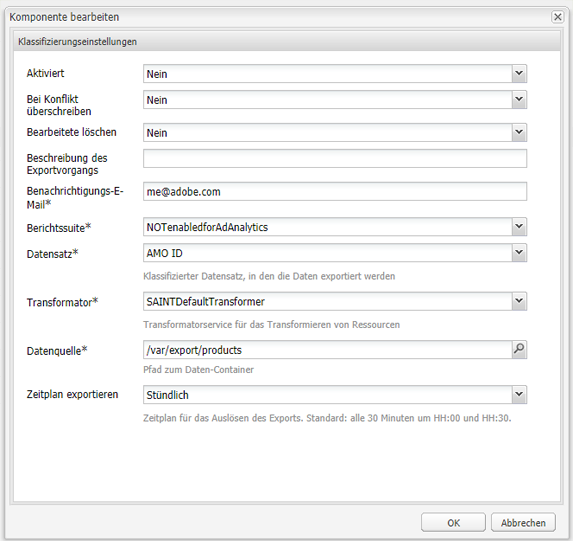 Komponente bearbeiten
Klassifizierungseinstellungen
Aktiviert Nein
Bei Konflikt
überschreiben Nein
Bearbeitete löschen Nein
Beschreibung des
Exportvorgangs
Benachrichtigungs-E-
Mail* me@adobe.com
Berichtssuite* NOTenabledforAdAnalytics
Datensatz* AMO ID
Klassifizierter Datensatz, in den die Daten exportiert werden
Transformator* SAINTDefaultTransformer
Transformatorservice für das Transformieren von Ressourcen
Datenquelle* /var/export/products
Pfad zum Daten-Container
Zeitplan exportieren Stündlich
Zeitplan für das Auslösen des Exports. Standard: alle 30 Minuten um HH:00 und HH:30.
OK Abbrechen